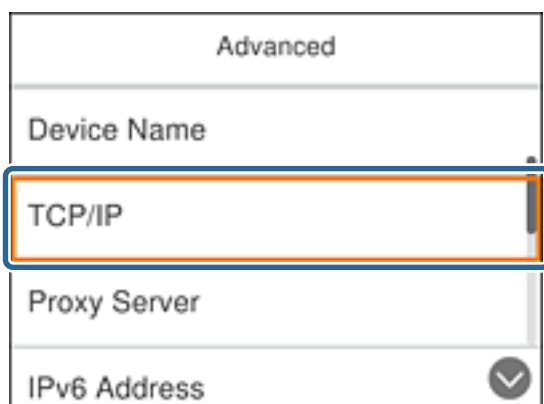 Advanced
Device Name
TCP/IP
Proxy Server
IPv6 Address